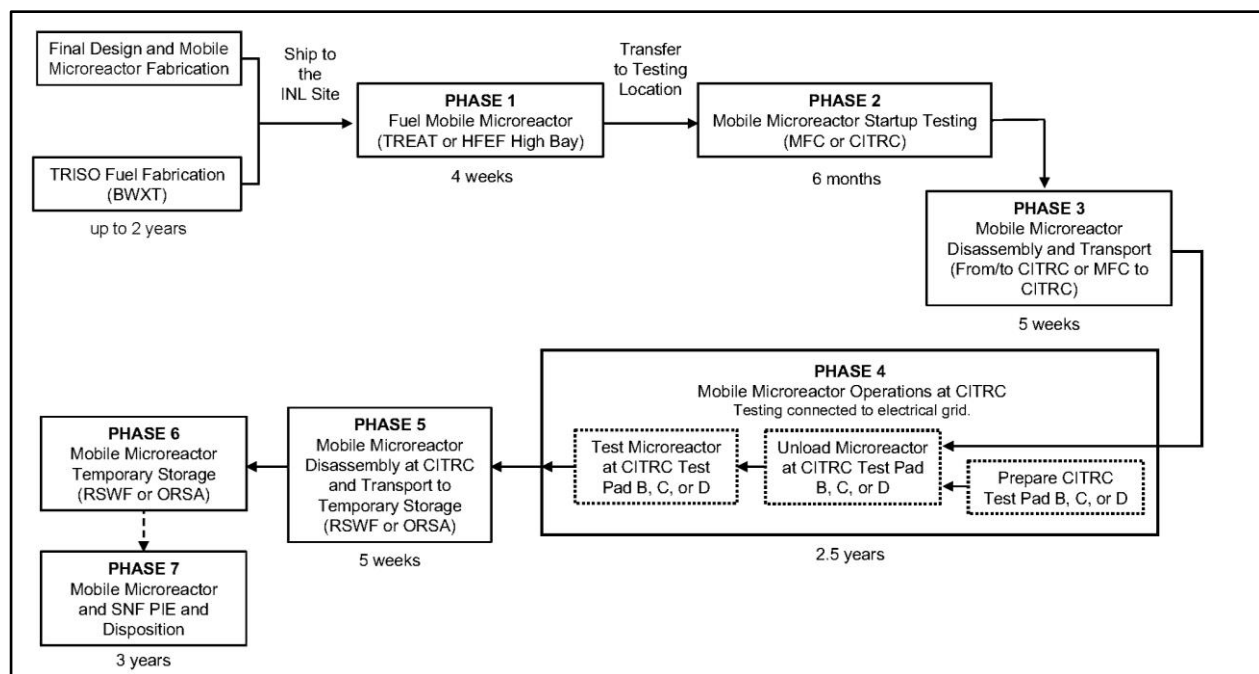 Final Design and Mobile
Microreactor Fabrication
TRISO Fuel Fabrication
(BWXT)
up to 2 years
Ship to
the
INL Site
PHASE 1
Fuel Mobile Microreactor
(TREAT or HFEF High Bay)
4 weeks
Transfer
to Testing
Location
PHASE 2
Mobile Microreactor Startup Testing
(MFC or CITRC)
6 months
PHASE 3
Mobile Microreactor
Disassembly and Transport
(From/to CITRC or MFC to
CITRC)
5 weeks
PHASE 4
Mobile Microreactor Operations at CITRC
Testing connected to electrical grid.
Prepare CITRC
Test Pad B, C, or D
Unload Microreactor
at CITRC Test Pad
B, C, or D
Test Microreactor
at CITRC Test
Pad B, C, or D
2.5 years
PHASE 5
Mobile Microreactor
Disassembly at CITRC
and Transport to
Temporary Storage
(RSWF or ORSA)
5 weeks
PHASE 6
Mobile Microreactor
Temporary Storage
(RSWF or ORSA)
PHASE 7
Mobile Microreactor
and SNF PIE and
Disposition
3 years